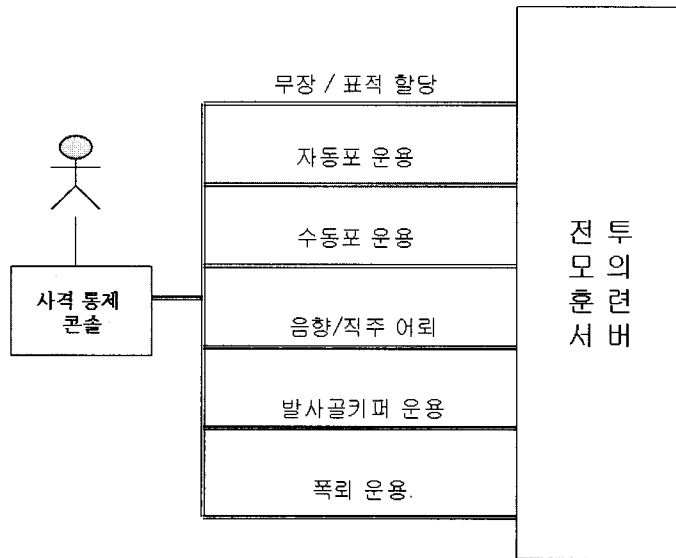 무장 / 표적 할당
자동포 운용
수동포 운용
음향/직주 어뢰
발사골키퍼 운용
폭뢰 운용.
사격 통제
콘솔
전 투
모 의
훈 련
서 버